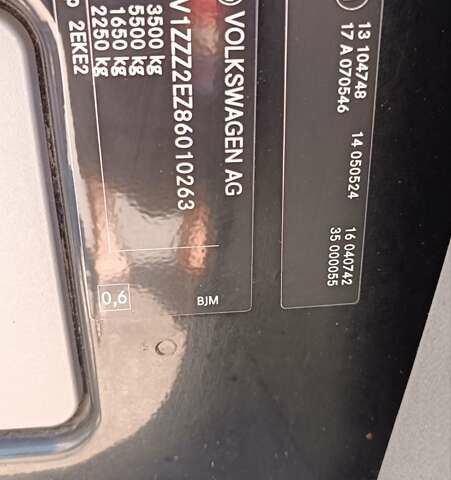 VOLKSWAGEN AG
V1ZZZ2EZ86010263
3500 kg
5500 kg
1650 kg
2250 kg
p 2EKE2
0,6
BJM
13 104748
17 A 070546
14 050524
16 040742
35 000055